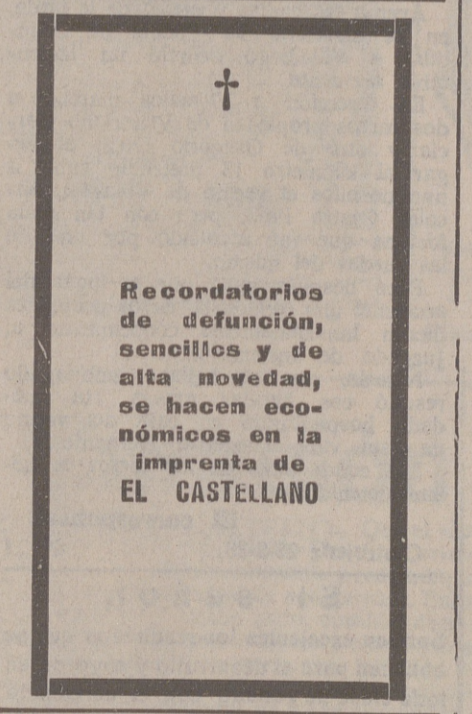 Recordatorios
de defunción,
sencillos y de
alta novedad,
se hacen eco-
nómicos en la
imprenta de
EL CASTELLANO